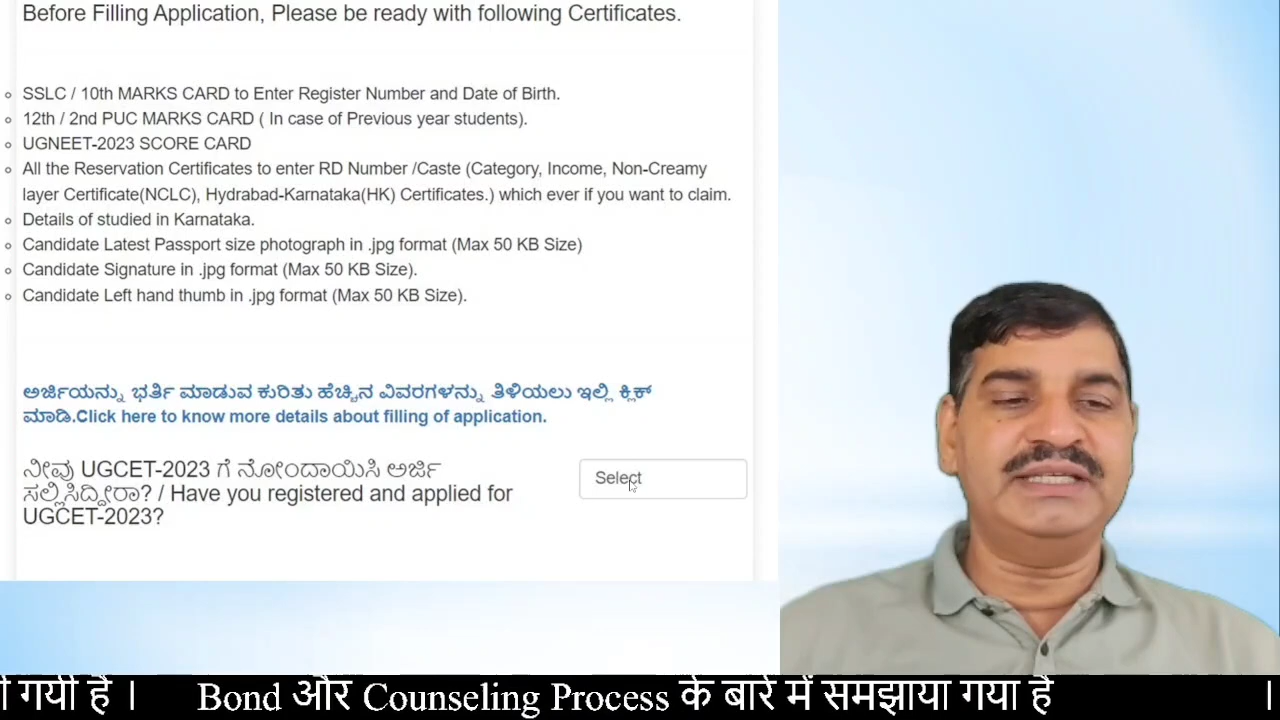 Before Filling Application, Please be ready with following Certificates.
SSLC / 10th MARKS CARD to Enter Register Number and Date of Birth.
12th / 2nd PUC MARKS CARD ( In case of Previous year students).
UGNEET-2023 SCORE CARD
All the Reservation Certificates to enter RD Number /Caste (Category, Income, Non-Creamy
layer Certificate(NCLC), Hydrabad-Karnataka(HK) Certificates.) which ever if you want to claim.
Details of studied in Karnataka.
Candidate Latest Passport size photograph in .jpg format (Max 50 KB Size)
Candidate Signature in .jpg format (Max 50 KB Size).
Candidate Left hand thumb in .jpg format (Max 50 KB Size).
ಅರ್ಜಿಯನ್ನು ಭರ್ತಿ ಮಾಡುವ ಕುರಿತು ಹೆಚ್ಚಿನ ವಿವರಗಳನ್ನು ತಿಳಿಯಲು ಇಲ್ಲಿ ಕ್ಲಿಕ್
ಮಾಡಿ.Click here to know more details about filling of application.
ನೀವು UGCET-2023 ಗೆ ನೋಂದಾಯಿಸಿ ಅರ್ಜಿ
ಸಲ್ಲಿಸಿದ್ದೀರಾ? / Have you registered and applied for
UGCET-2023?
Select
गयी है । Bond और Counseling Process के बारे में समझाया गया है ।